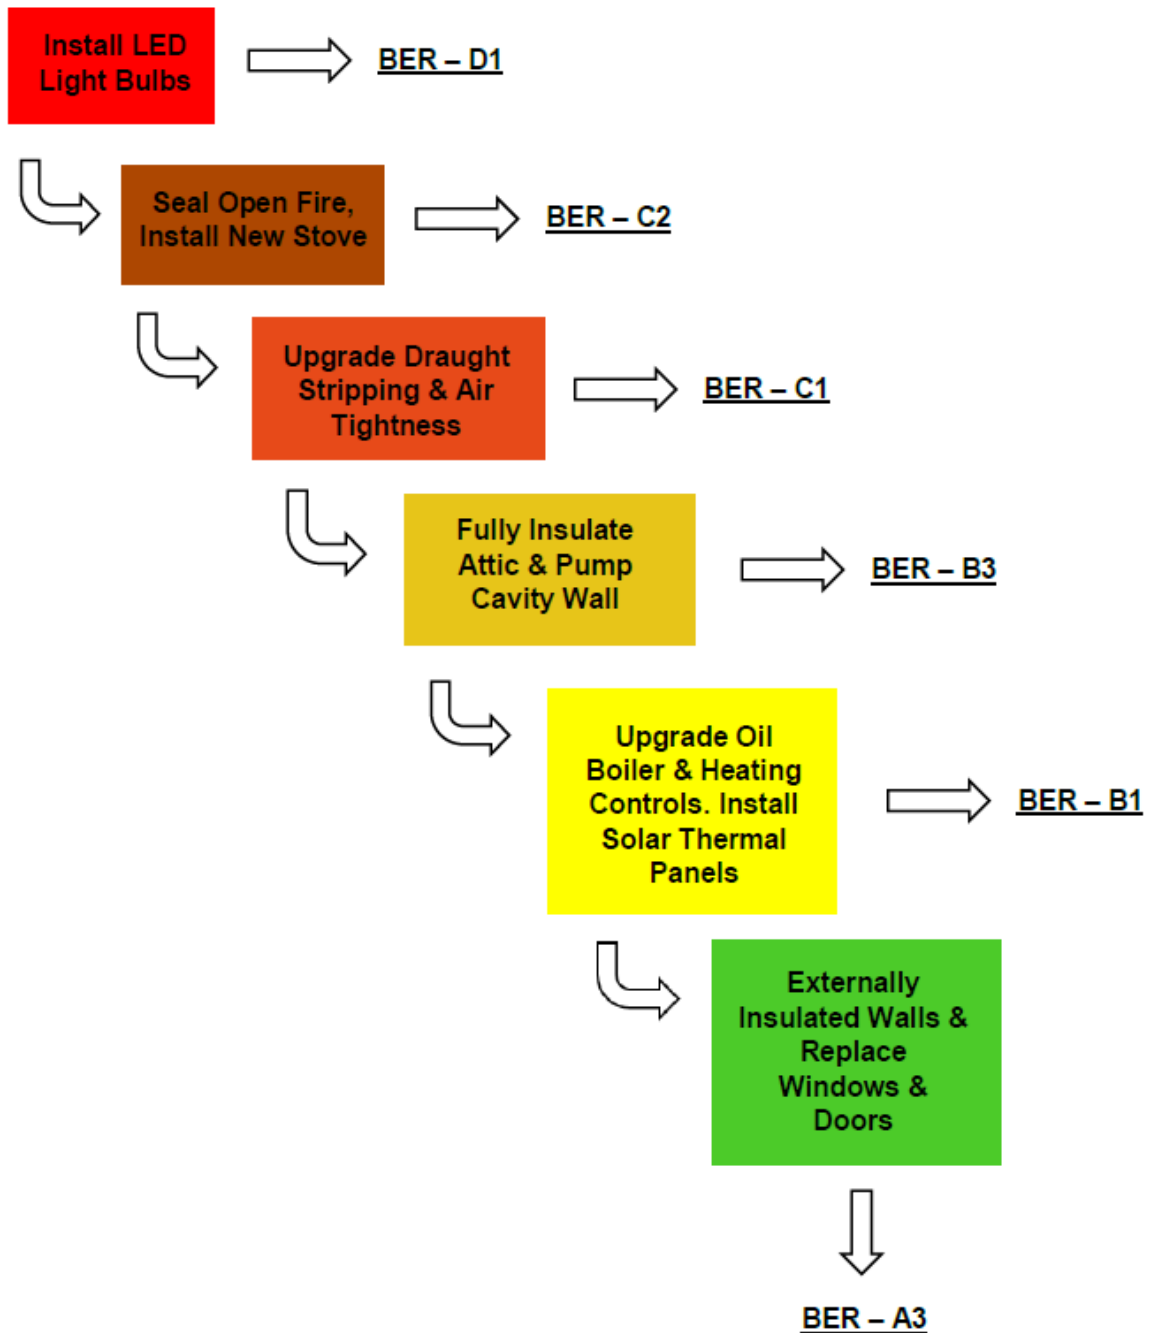 Install LED
Light Bulbs
BER – D1
Seal Open Fire,
Install New Stove
BER – C2
Upgrade Draught
Stripping & Air
Tightness
BER – C1
Fully Insulate
Attic & Pump
Cavity Wall
BER – B3
Upgrade Oil
Boiler & Heating
Controls. Install
Solar Thermal
Panels
BER – B1
Externally
Insulated Walls &
Replace
Windows &
Doors
BER – A3